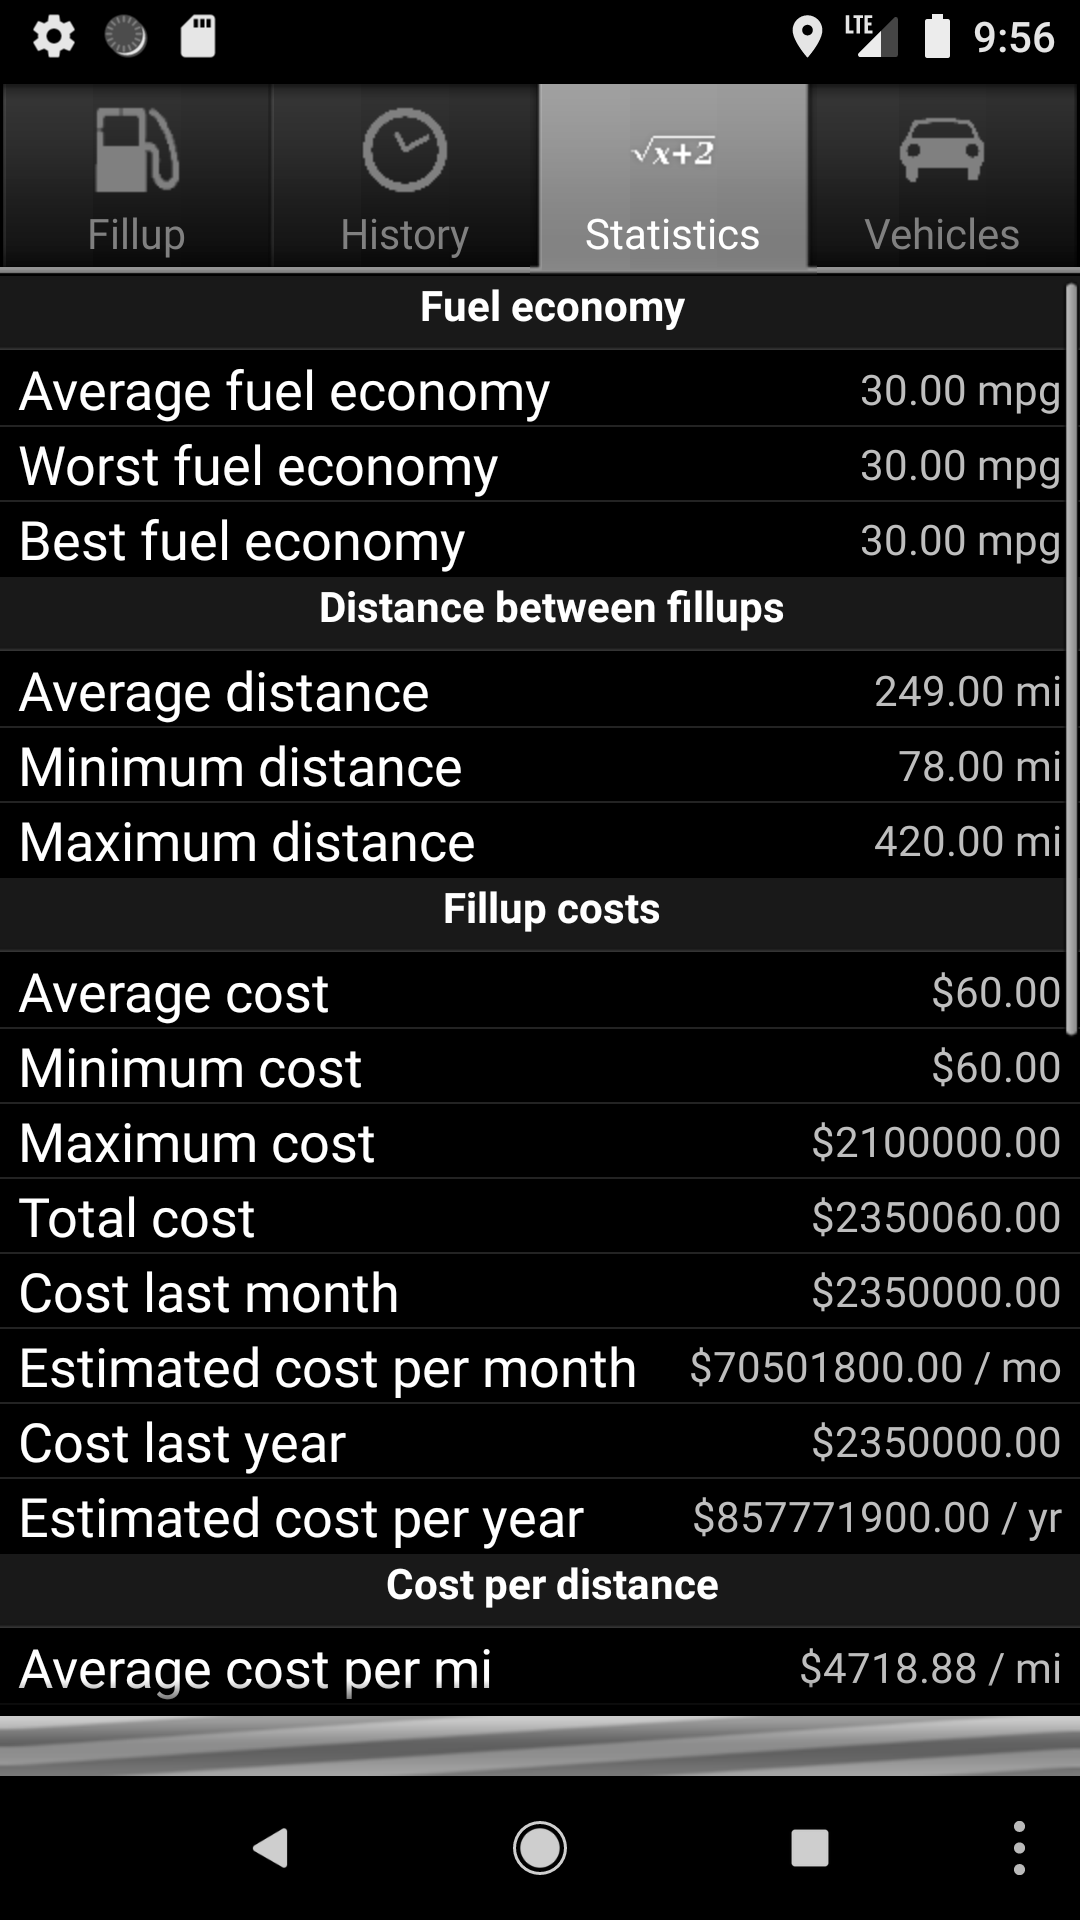 LTE 9:56
√x+2
Fillup History Statistics Vehicles
Fuel economy
Average fuel economy 30.00 mpg
Worst fuel economy 30.00 mpg
Best fuel economy 30.00 mpg
Distance between fillups
Average distance 249.00 mi
Minimum distance 78.00 mi
Maximum distance 420.00 mi
Fillup costs
Average cost $60.00
Minimum cost $60.00
Maximum cost $2100000.00
Total cost $2350060.00
Cost last month $2350000.00
Estimated cost per month $70501800.00 / mo
Cost last year $2350000.00
Estimated cost per year $857771900.00 / yr
Cost per distance
Average cost per mi $4718.88 / mi